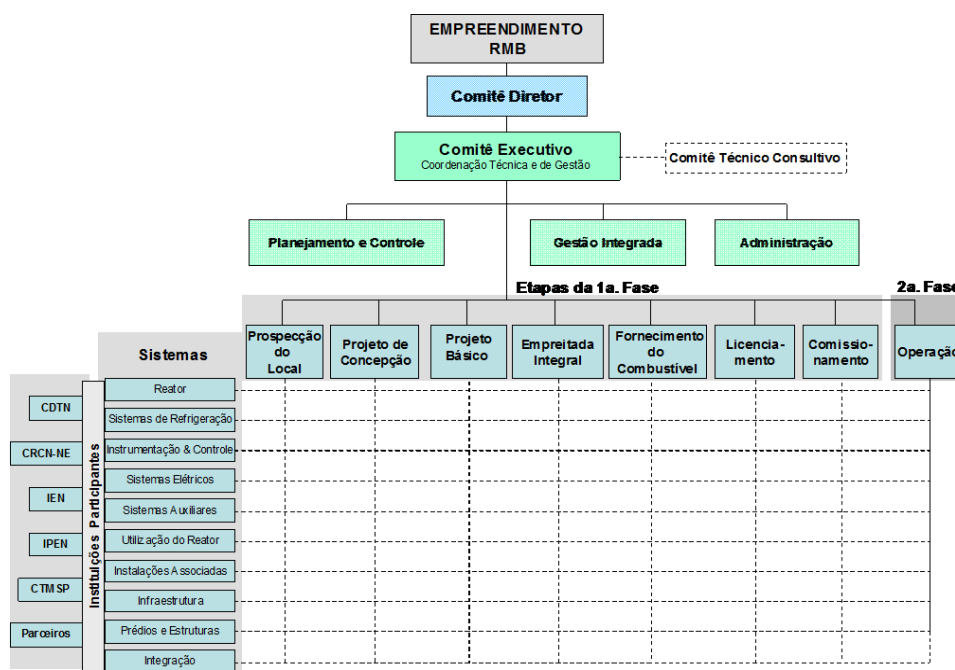 EMPREENDIMENTO
RMB
Comitê Diretor
Comitê Executivo
Coordenação Técnica e de Gestão
Comitê Técnico Consultivo
Planejamento e Controle
Gestão Integrada
Administração
Etapas da 1a. Fase
2a. Fase
Sistemas
Prospecção
do
Local
Projeto de
Concepção
Projeto
Básico
Empreitada
Integral
Fornecimento
do
Combustível
Licencia-
mento
Comissio-
namento
Operação
Instituições Participantes
CDTN
CRCN-NE
IEN
IPEN
CTMSP
Parceiros
Reator
Sistemas de Refrigeração
Instrumentação & Controle
Sistemas Elétricos
Sistemas Auxiliares
Utilização do Reator
Instalações Associadas
Infraestrutura
Prédios e Estruturas
Integração